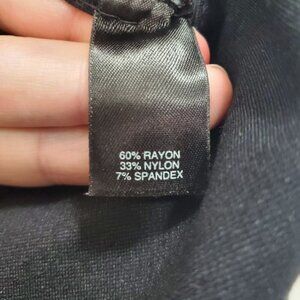 60% RAYON
33% NYLON
7% SPANDEX